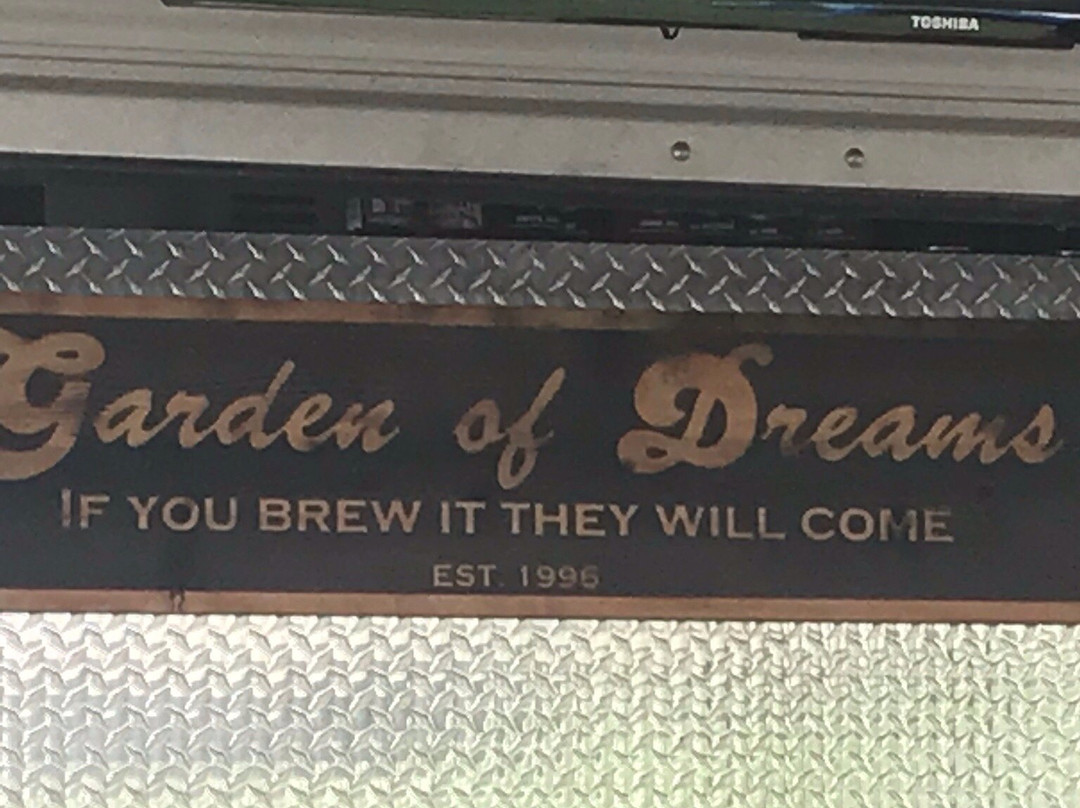 TOSHIBA
Garden of Dreams
IF YOU BREW IT THEY WILL COME
EST. 1996